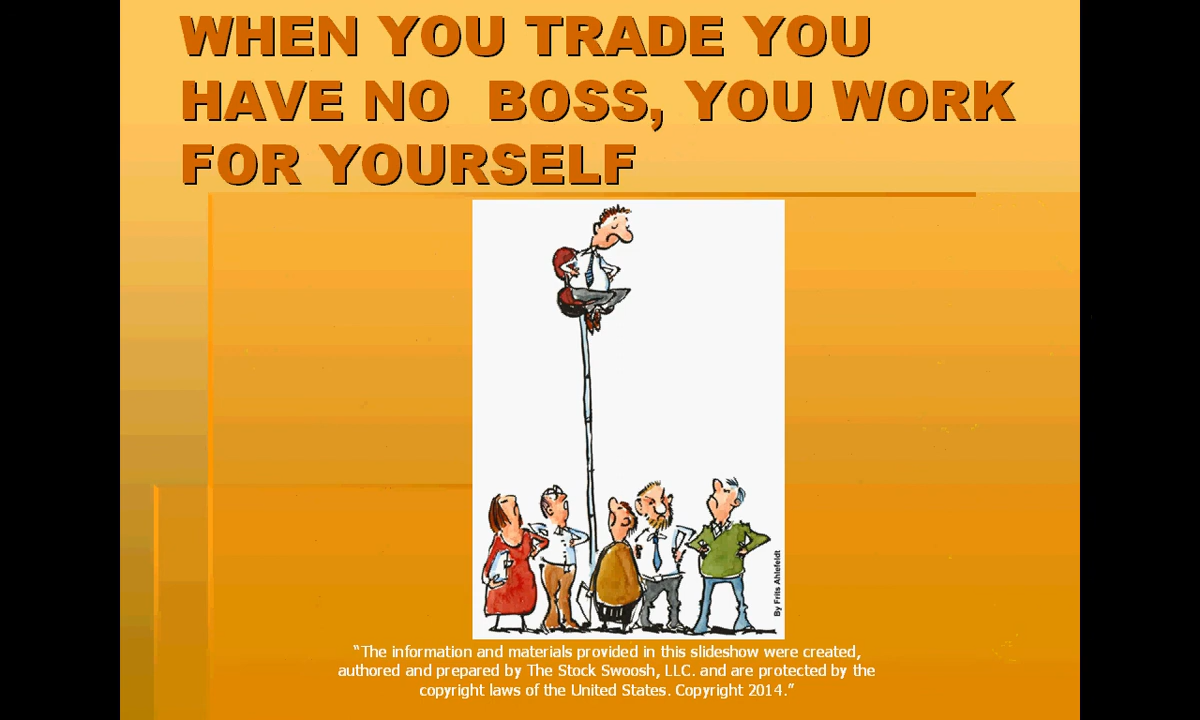 WHEN YOU TRADE YOU
HAVE NO BOSS, YOU WORK
FOR YOURSELF
By Frits Ahlefeldt
“The information and materials provided in this slideshow were created,
authored and prepared by The Stock Swoosh, LLC. and are protected by the
copyright laws of the United States. Copyright 2014.”